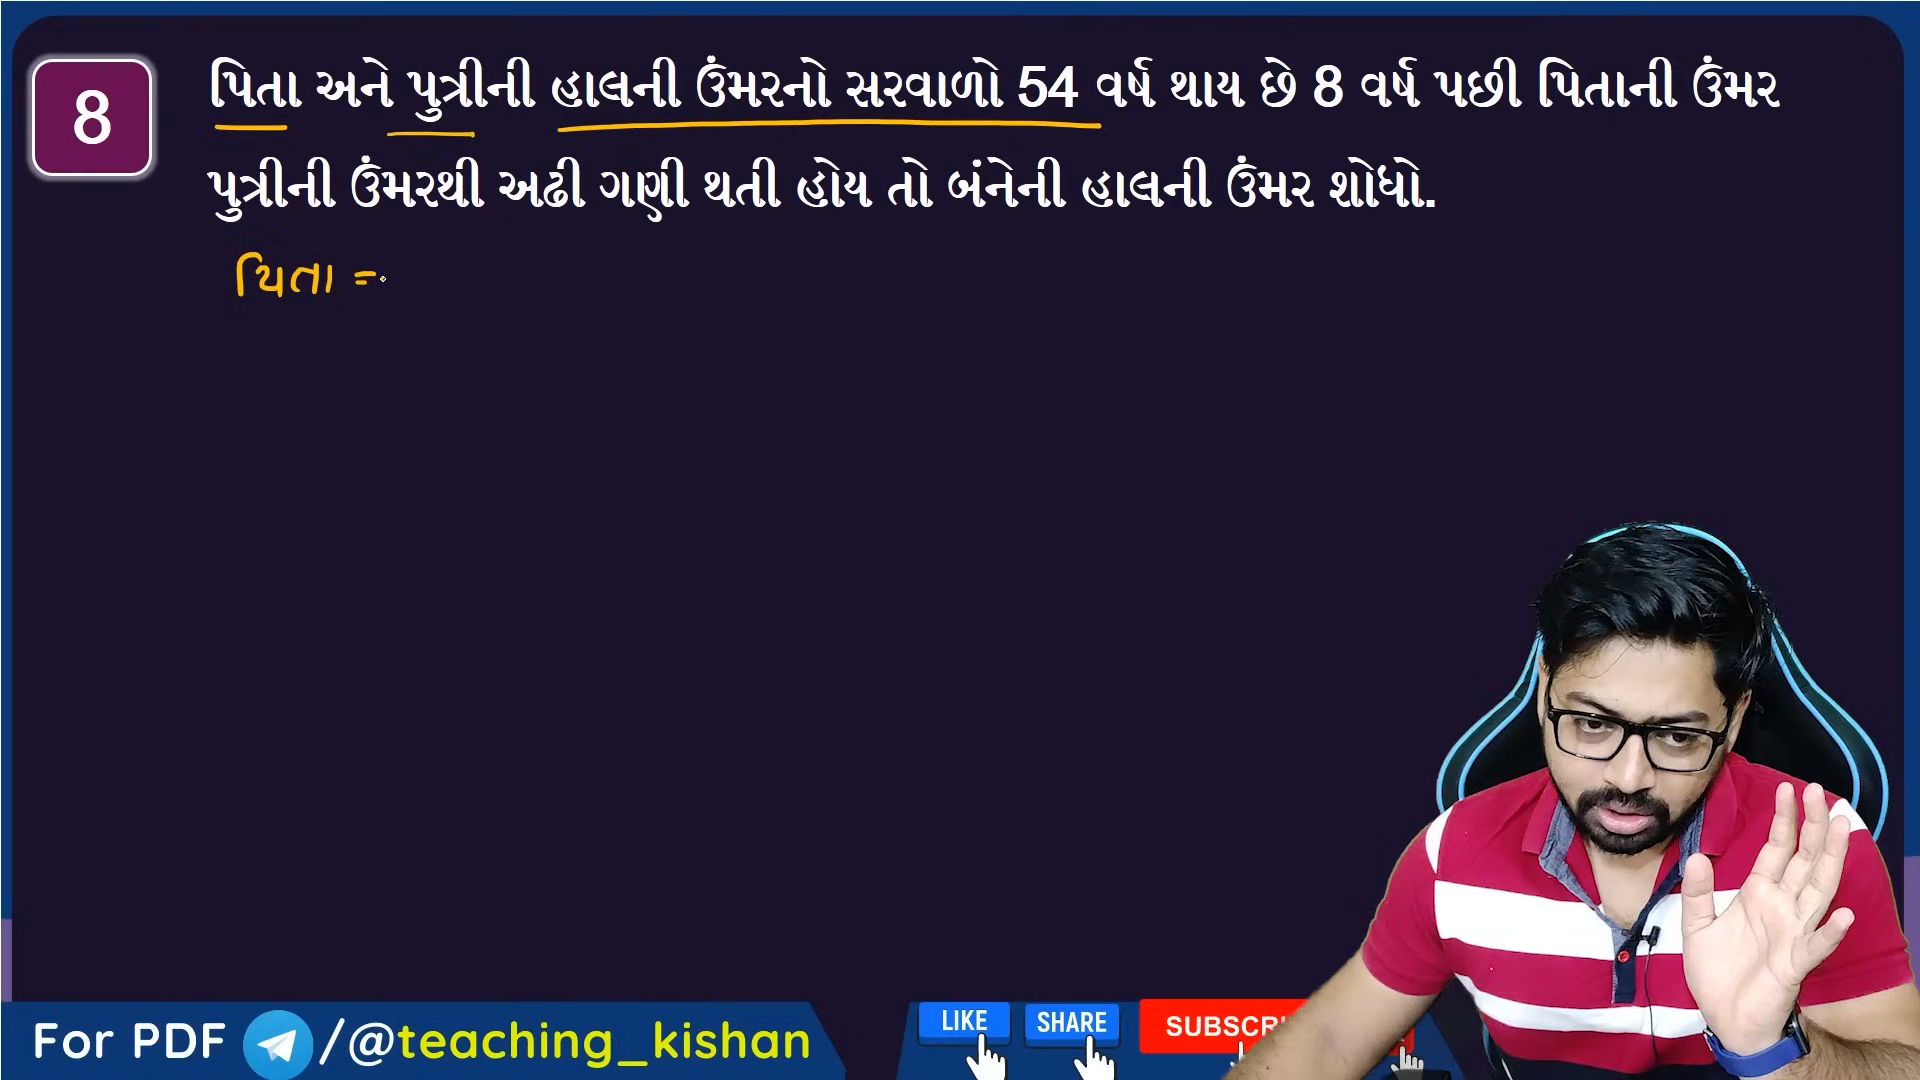 8
પિતા અને પુત્રીની હાલની ઉંમરનો સરવાળો 54 વર્ષ થાય છે 8 વર્ષ પછી પિતાની ઉંમર
પુત્રીની ઉંમરથી અઢી ગણી થતી હોય તો બંનેની હાલની ઉંમર શોધો.
પિતા =
For PDF /@teaching_kishan
LIKE SHARE SUBSCRI